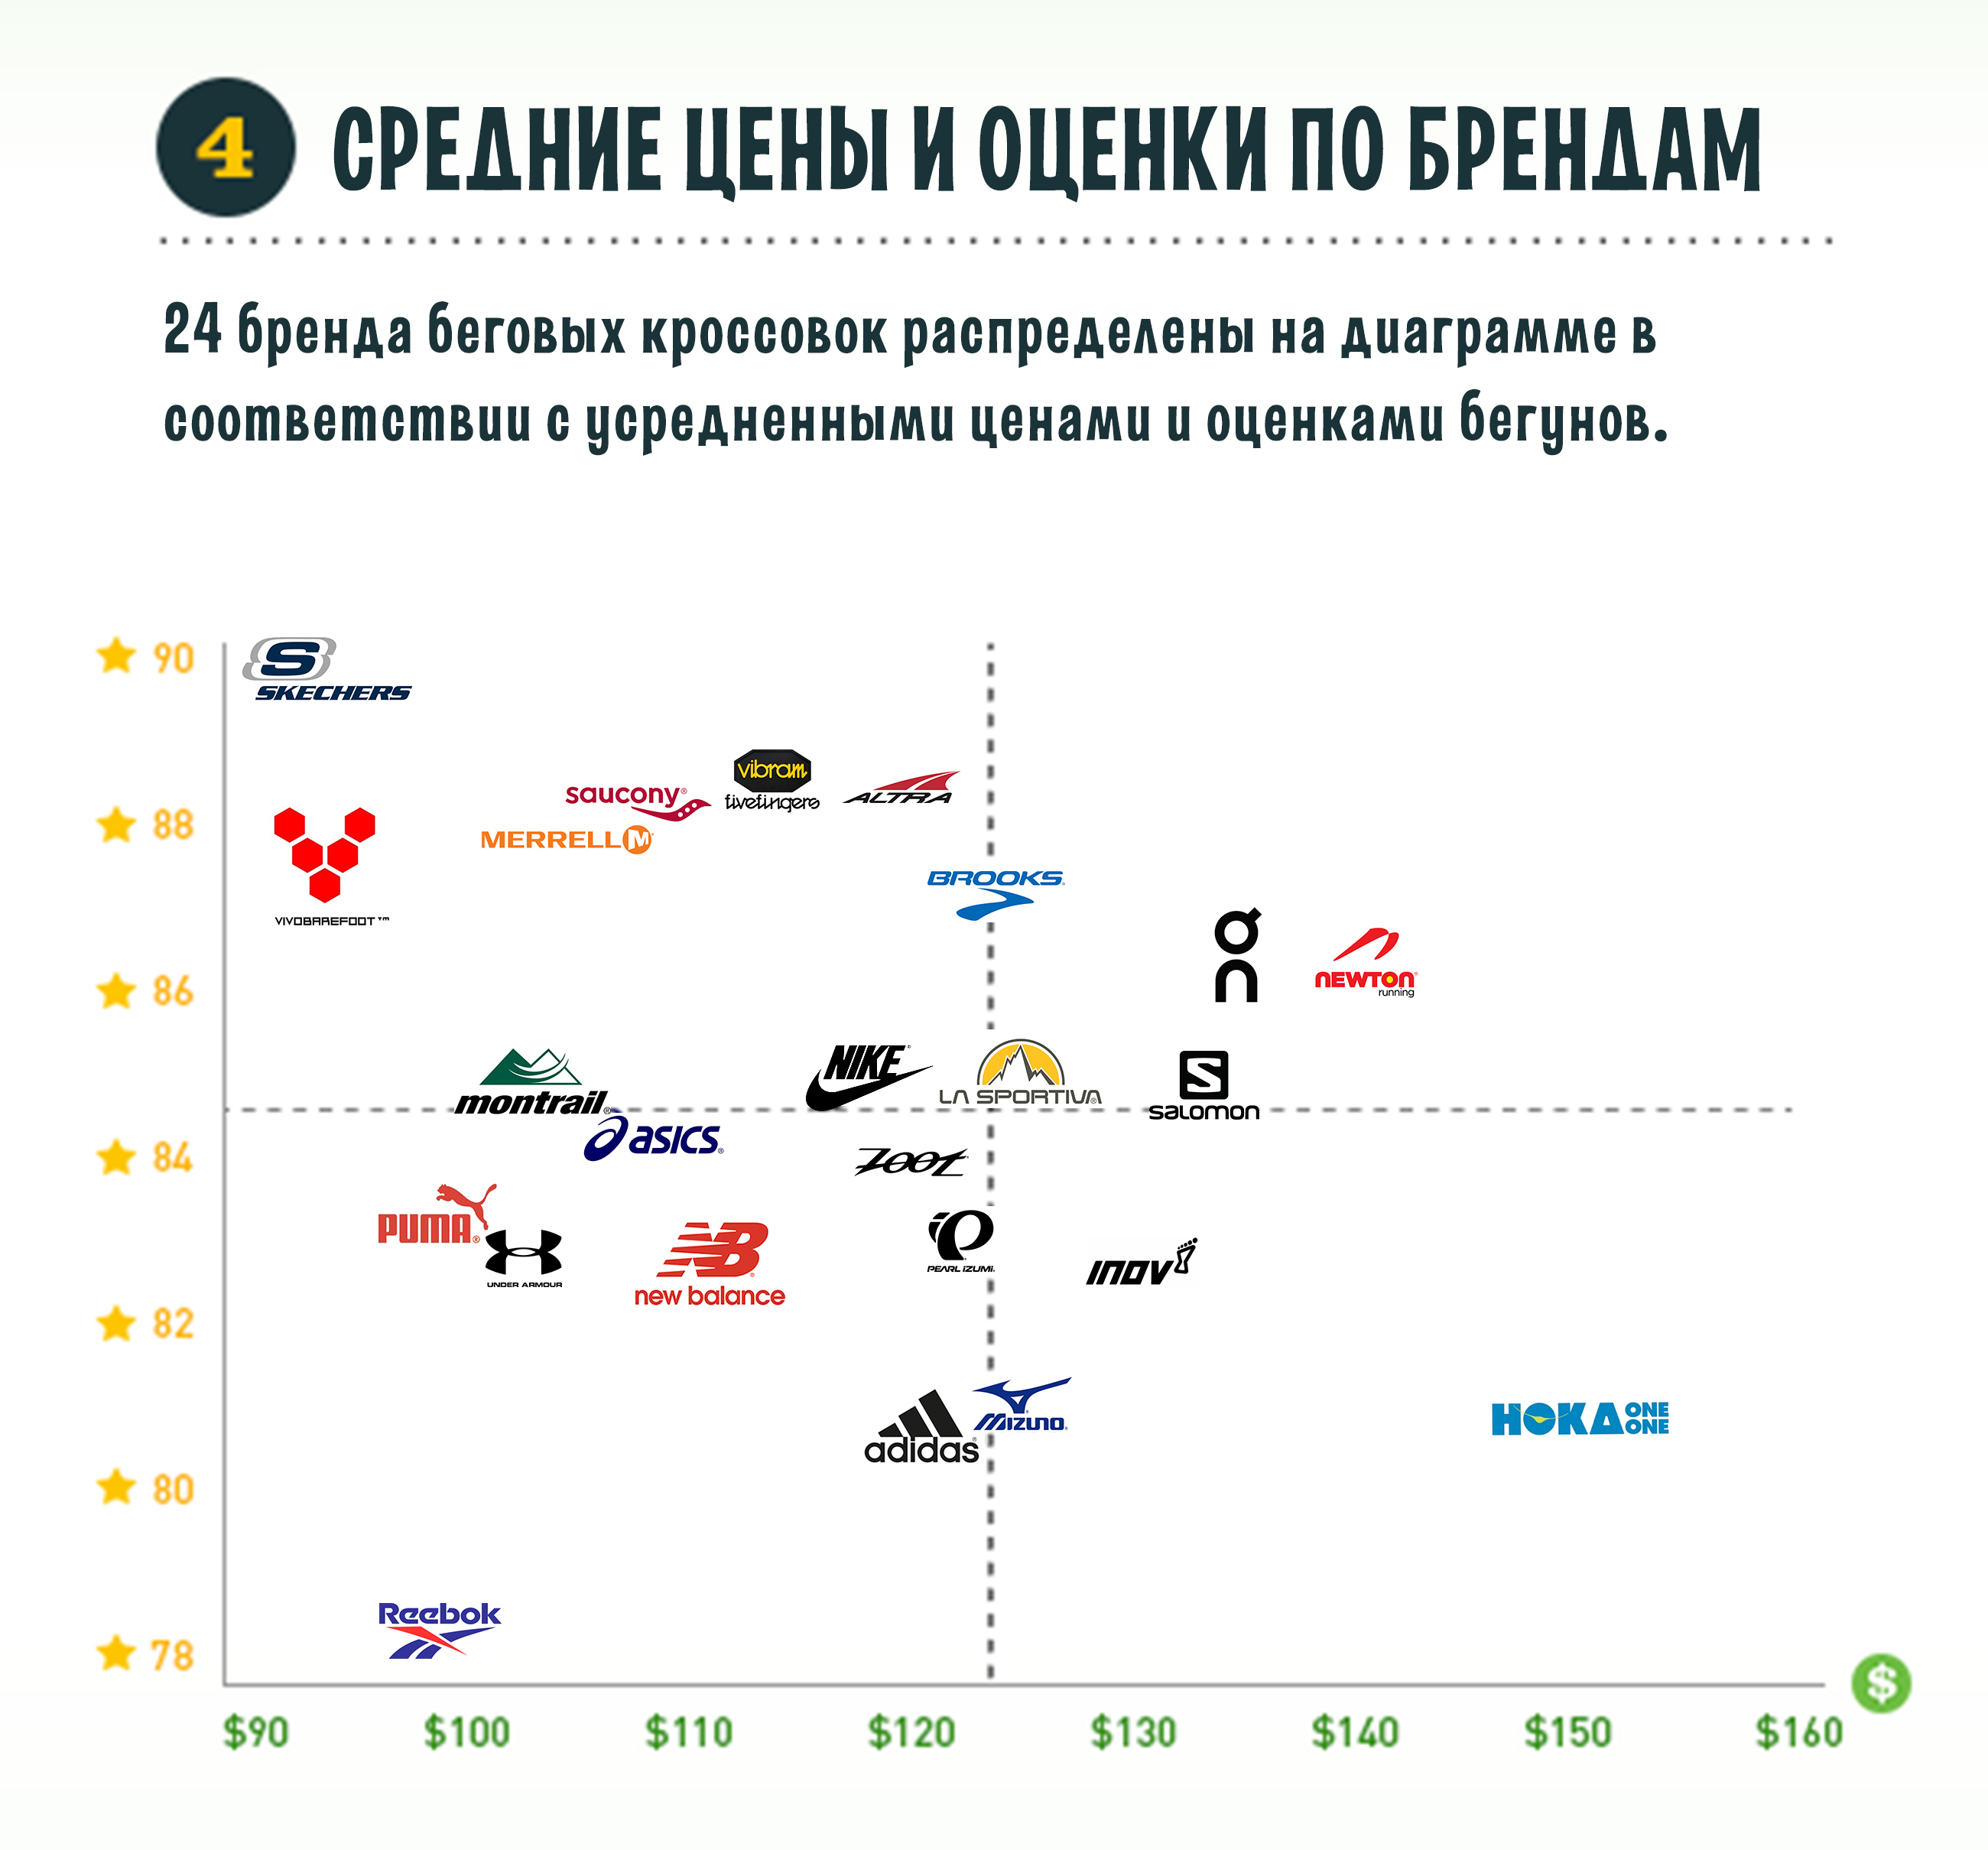 4 СРЕДНИЕ ЦЕНЫ И ОЦЕНКИ ПО БРЕНДАМ
24 бренда беговых кроссовок распределены на диаграмме в
соответствии с усредненными ценами и оценками бегунов.
90
S
SKECHERS
vibram
fivefingers
saucony®
ALTRA
88
MERRELL M
VIVOBAREFOOT™
BROOKS®
on
86
newton®
running
NIKE®
montrail®
LA SPORTIVA®
S
salomon
asics®
84
zoot
PUMA®
UNDER ARMOUR
NB®
new balance
PEARL iZUMi®
INOV8
82
adidas®
mizuno®
HOKA ONE ONE
80
Reebok
78
$
$90 $100 $110 $120 $130 $140 $150 $160